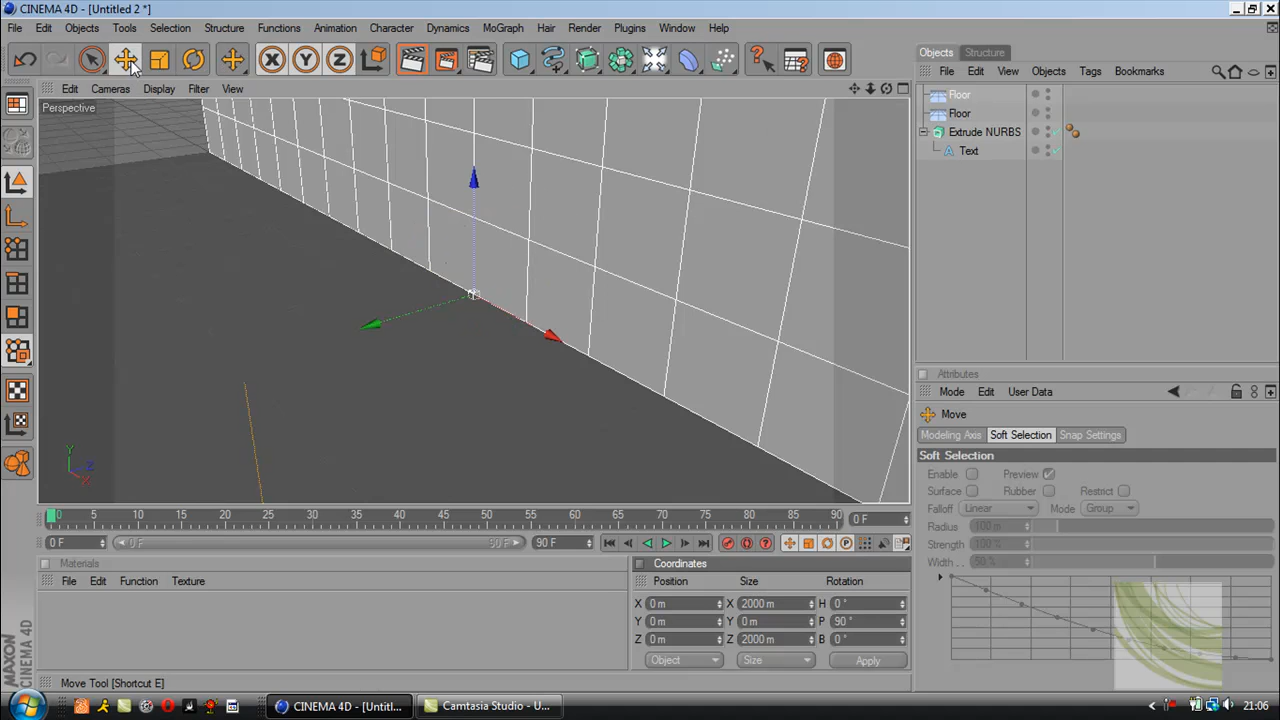 CINEMA 4D - [Untitled 2 *]
File Edit Objects Tools Selection Structure Functions Animation Character Dynamics MoGraph Hair Render Plugins Window Help
Objects Structure
File Edit View Objects Tags Bookmarks
Edit Cameras Display Filter View
Perspective
Floor
Floor
Extrude NURBS
Text
Y
Z
X
Attributes
Mode Edit User Data
Move
Modeling Axis Soft Selection Snap Settings
Soft Selection
Enable Preview
Surface Rubber Restrict
Falloff Linear Mode Group
Radius 100 m
Strength 100 %
Width . . 50 %
0 5 10 15 20 25 30 35 40 45 50 55 60 65 70 75 80 85 90 0 F
0 F 0 F 90 F 90 F
Materials
File Edit Function Texture
Coordinates
Position Size Rotation
X 0 m X 2000 m H 0 °
Y 0 m Y 0 m P 90 °
Z 0 m Z 2000 m B 0 °
Object Size Apply
MAXON
CINEMA 4D
Move Tool [Shortcut E]
CINEMA 4D - [Untitl...
Camtasia Studio - U...
21:06